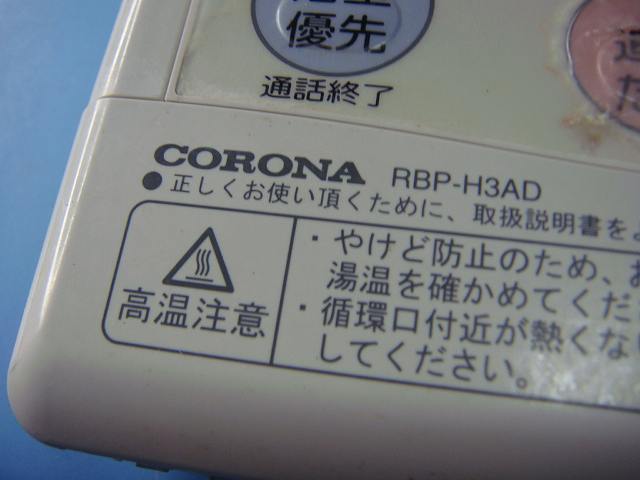 優先
通話終了
CORONA RBP-H3AD
●正しくお使い頂くために、取扱説明書をよ
高温注意
・やけど防止のため、お
湯温を確かめてくだ
・循環口付近が熱くな
してください。